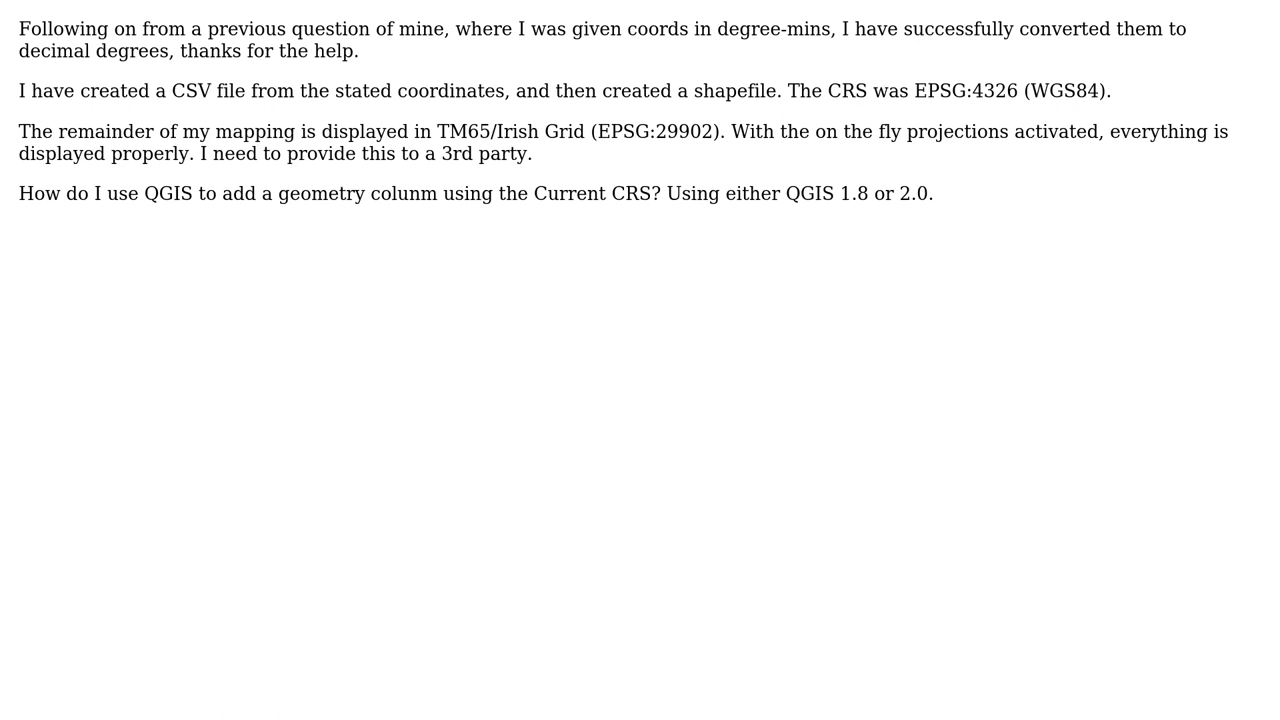 Following on from a previous question of mine, where I was given coords in degree-mins, I have successfully converted them to
decimal degrees, thanks for the help.
I have created a CSV file from the stated coordinates, and then created a shapefile. The CRS was EPSG:4326 (WGS84).
The remainder of my mapping is displayed in TM65/Irish Grid (EPSG:29902). With the on the fly projections activated, everything is
displayed properly. I need to provide this to a 3rd party.
How do I use QGIS to add a geometry colunm using the Current CRS? Using either QGIS 1.8 or 2.0.